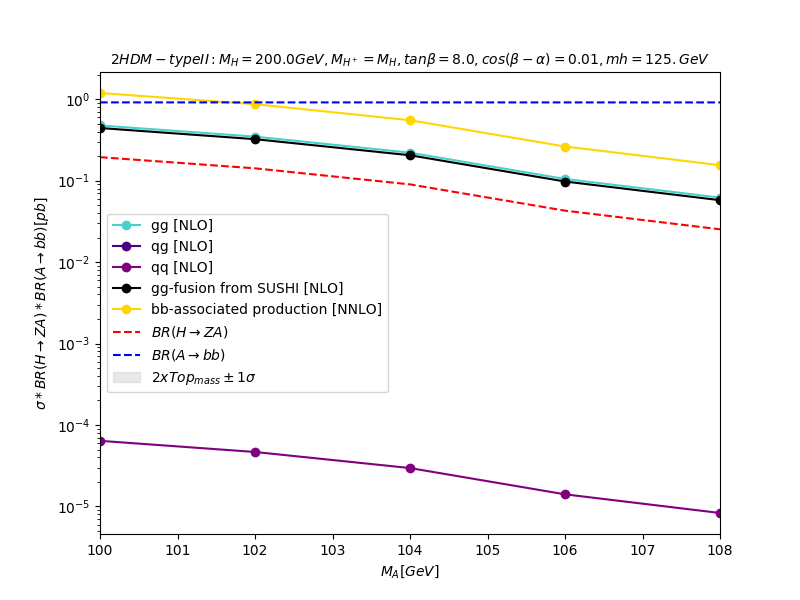 2HDM − typeII : M_H = 200.0GeV, M_{H^+} = M_H, tanβ = 8.0, cos(β − α) = 0.01, mh = 125. GeV
σ * BR(H → ZA) * BR(A → bb)[pb]
10^0
10^{-1}
10^{-2}
10^{-3}
10^{-4}
10^{-5}
gg [NLO]
qg [NLO]
qq [NLO]
gg-fusion from SUSHI [NLO]
bb-associated production [NNLO]
BR(H → ZA)
BR(A → bb)
2xTop_{mass} ± 1σ
100 101 102 103 104 105 106 107 108
M_A[GeV]